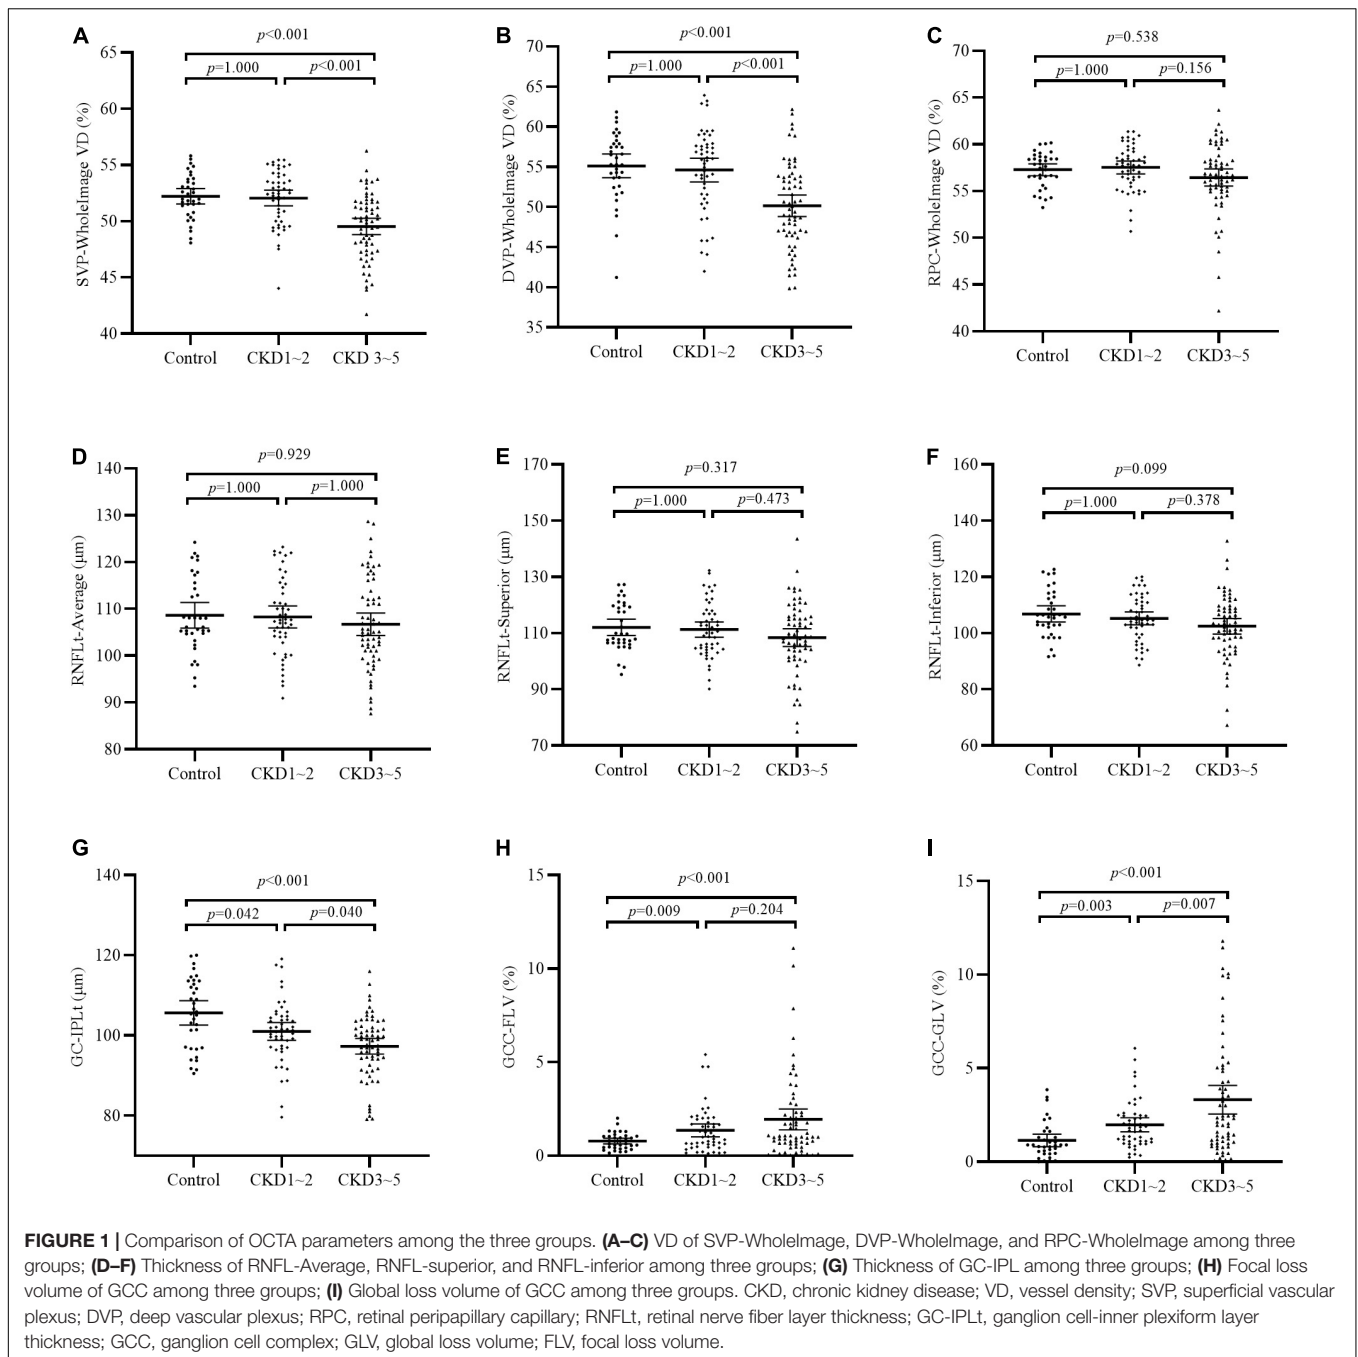 A
p<0.001
p=1.000
p<0.001
SVP-WholeImage VD (%)
65
60
55
50
45
40
Control
CKD1~2
CKD 3~5
B
p<0.001
p=1.000
p<0.001
DVP-WholeImage VD (%)
70
65
60
55
50
45
40
35
Control
CKD1~2
CKD3~5
C
p=0.538
p=1.000
p=0.156
RPC-WholeImage VD (%)
70
65
60
55
50
45
40
Control
CKD1~2
CKD3~5
D
p=0.929
p=1.000
p=1.000
RNFLt-Average (μm)
140
130
120
110
100
90
80
Control
CKD1~2
CKD3~5
E
p=0.317
p=1.000
p=0.473
RNFLt-Superior (μm)
170
150
130
110
90
70
Control
CKD1~2
CKD3~5
F
p=0.099
p=1.000
p=0.378
RNFLt-Inferior (μm)
160
140
120
100
80
60
Control
CKD1~2
CKD3~5
G
p<0.001
p=0.042
p=0.040
GC-IPLt (μm)
140
120
100
80
Control
CKD1~2
CKD3~5
H
p<0.001
p=0.009
p=0.204
GCC-FLV (%)
15
10
5
0
Control
CKD1~2
CKD3~5
I
p<0.001
p=0.003
p=0.007
GCC-GLV (%)
15
10
5
0
Control
CKD1~2
CKD3~5
FIGURE 1 | Comparison of OCTA parameters among the three groups. (A–C) VD of SVP-WholeImage, DVP-WholeImage, and RPC-WholeImage among three
groups; (D–F) Thickness of RNFL-Average, RNFL-superior, and RNFL-inferior among three groups; (G) Thickness of GC-IPL among three groups; (H) Focal loss
volume of GCC among three groups; (I) Global loss volume of GCC among three groups. CKD, chronic kidney disease; VD, vessel density; SVP, superficial vascular
plexus; DVP, deep vascular plexus; RPC, retinal peripapillary capillary; RNFLt, retinal nerve fiber layer thickness; GC-IPLt, ganglion cell-inner plexiform layer
thickness; GCC, ganglion cell complex; GLV, global loss volume; FLV, focal loss volume.